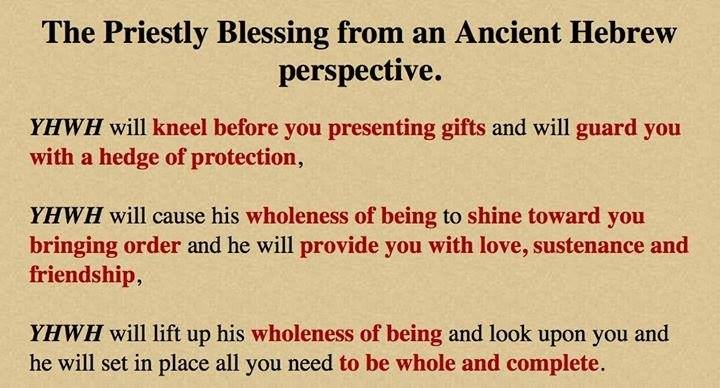 The Priestly Blessing from an Ancient Hebrew
perspective.
YHWH will kneel before you presenting gifts and will guard you
with a hedge of protection,
YHWH will cause his wholeness of being to shine toward you
bringing order and he will provide you with love, sustenance and
friendship,
YHWH will lift up his wholeness of being and look upon you and
he will set in place all you need to be whole and complete.